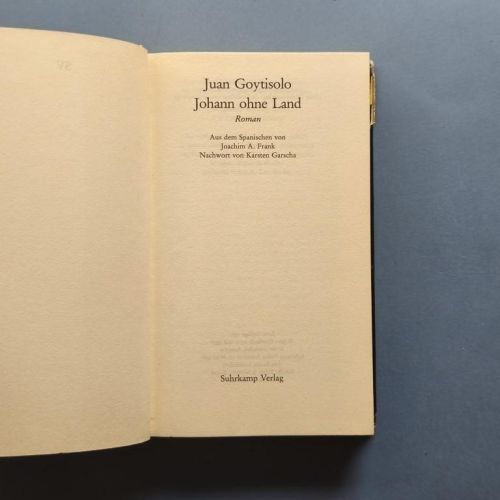 Juan Goytisolo
Johann ohne Land
Roman
Aus dem Spanischen von
Joachim A. Frank
Nachwort von Karsten Garscha
Suhrkamp Verlag